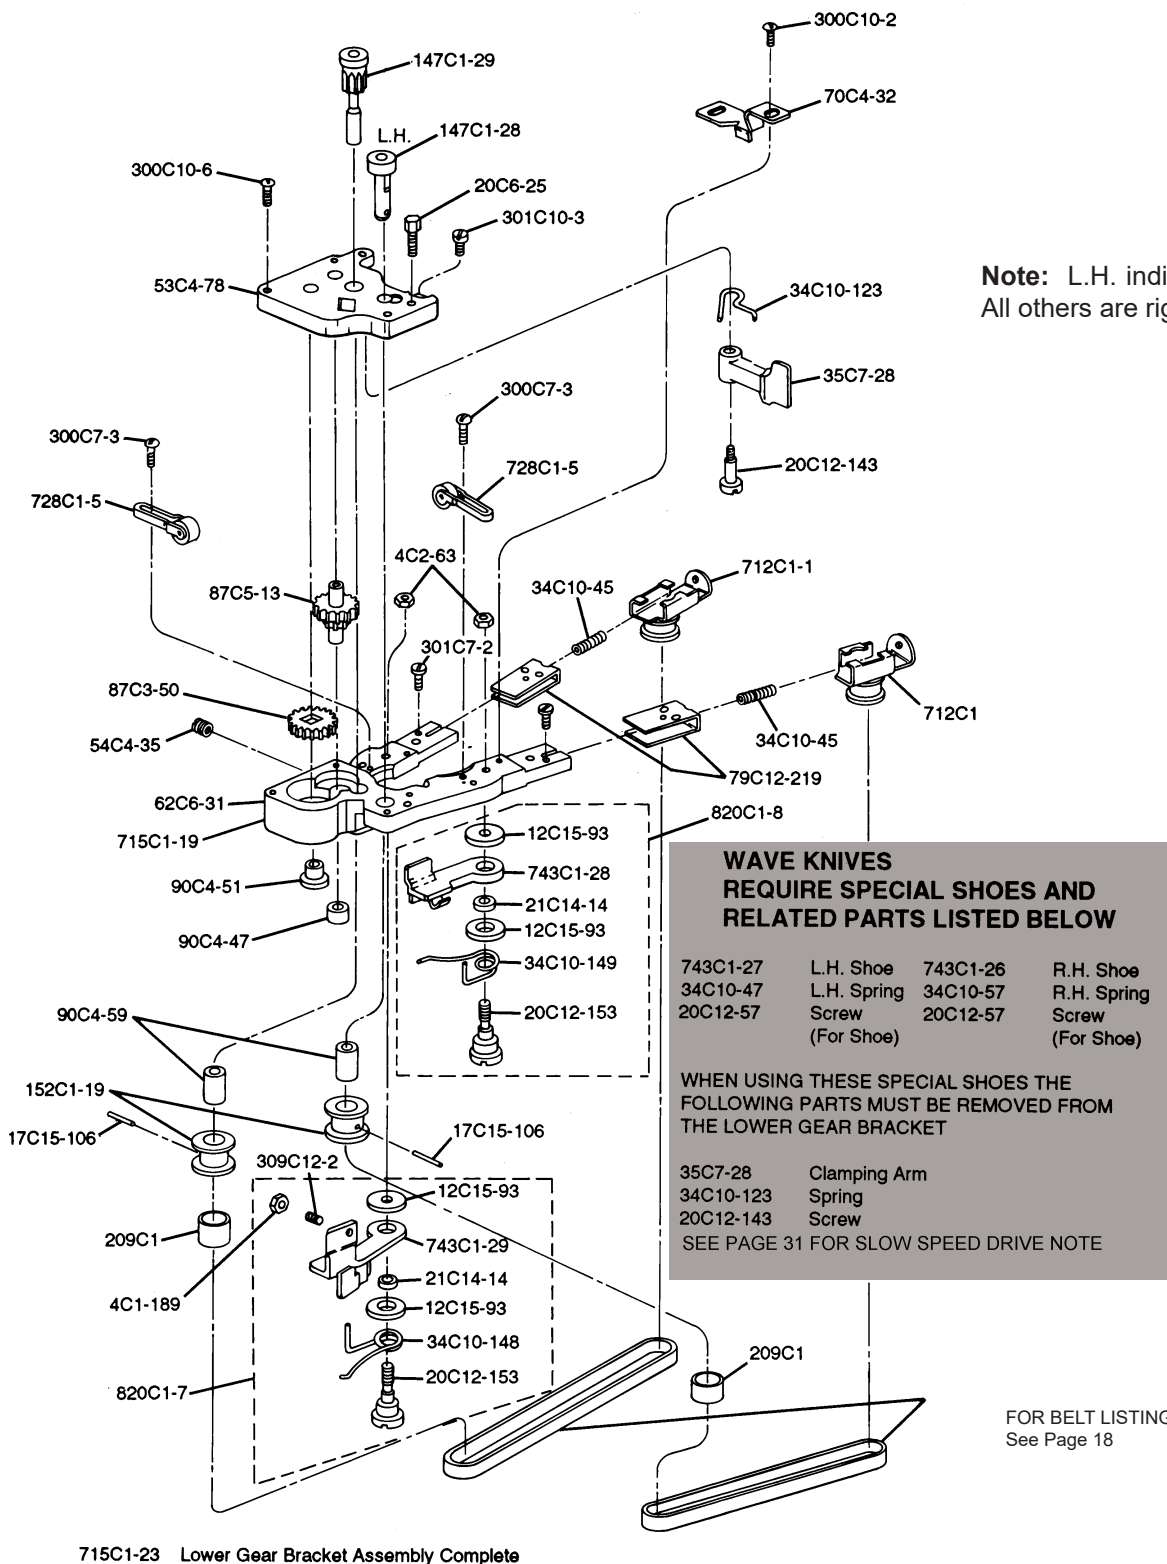 300C10-2
147C1-29
70C4-32
L.H.
147C1-28
300C10-6
20C6-25
301C10-3
53C4-78
Note: L.H. indi
34C10-123
All others are rig
35C7-28
300C7-3
300C7-3
20C12-143
728C1-5
728C1-5
4C2-63
712C1-1
87C5-13
34C10-45
301C7-2
87C3-50
712C1
54C4-35
34C10-45
79C12-219
62C6-31
820C1-8
715C1-19
12C15-93
743C1-28
90C4-51
21C14-14
12C15-93
90C4-47
34C10-149
90C4-59
20C12-153
WAVE KNIVES
REQUIRE SPECIAL SHOES AND
RELATED PARTS LISTED BELOW
743C1-27 L.H. Shoe 743C1-26 R.H. Shoe
34C10-47 L.H. Spring 34C10-57 R.H. Spring
20C12-57 Screw 20C12-57 Screw
(For Shoe) (For Shoe)
WHEN USING THESE SPECIAL SHOES THE
FOLLOWING PARTS MUST BE REMOVED FROM
THE LOWER GEAR BRACKET
35C7-28 Clamping Arm
34C10-123 Spring
20C12-143 Screw
SEE PAGE 31 FOR SLOW SPEED DRIVE NOTE
152C1-19
17C15-106
17C15-106
309C12-2
12C15-93
209C1
743C1-29
21C14-14
4C1-189
12C15-93
34C10-148
209C1
820C1-7
20C12-153
FOR BELT LISTING
See Page 18
715C1-23 Lower Gear Bracket Assembly Complete